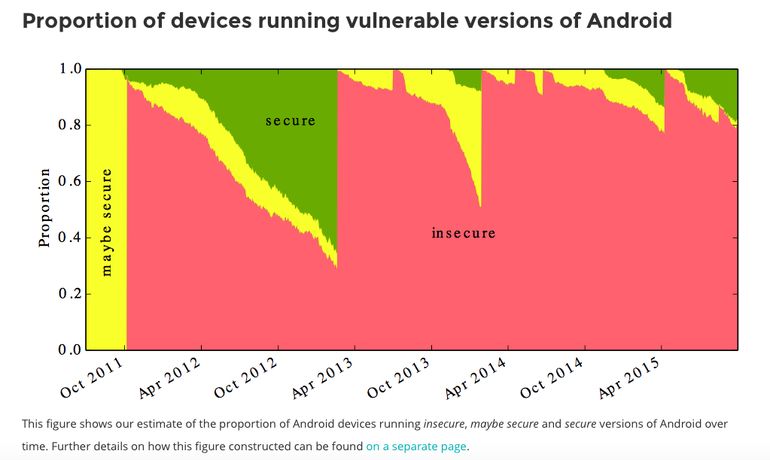 Proportion of devices running vulnerable versions of Android
1.0
0.8
0.6
0.4
0.2
0.0
Proportion
maybe secure
secure
insecure
Oct 2011
Apr 2012
Oct 2012
Apr 2013
Oct 2013
Apr 2014
Oct 2014
Apr 2015
This figure shows our estimate of the proportion of Android devices running insecure, maybe secure and secure versions of Android over
time. Further details on how this figure constructed can be found on a separate page.